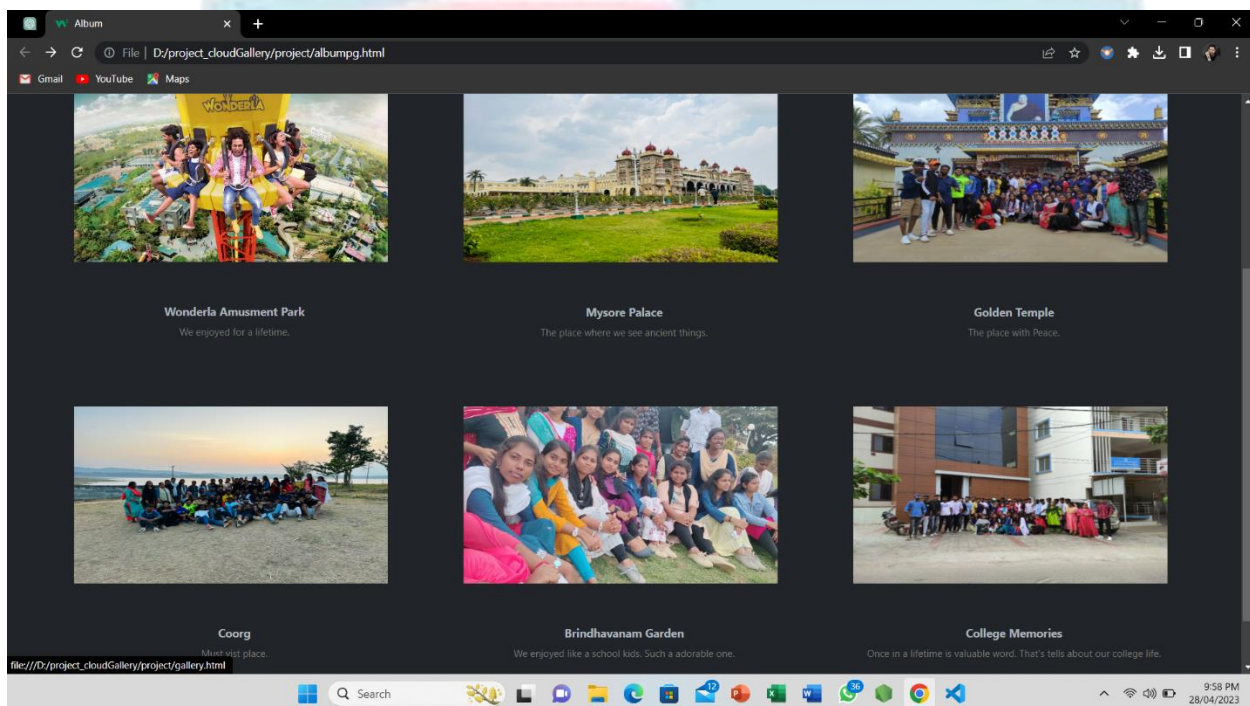 Album
File | D:/project_cloudGallery/project/albumpg.html
Gmail YouTube Maps
WONDERLA
Wonderla Amusment Park
We enjoyed for a lifetime.
Mysore Palace
The place where we see ancient things.
Golden Temple
The place with Peace.
Coorg
Must vist place.
Brindhavanam Garden
We enjoyed like a school kids. Such a adorable one.
College Memories
Once in a lifetime is valuable word. That's tells about our college life.
file:///D:/project_cloudGallery/project/gallery.html
Search
12
36
9:58 PM
28/04/2023